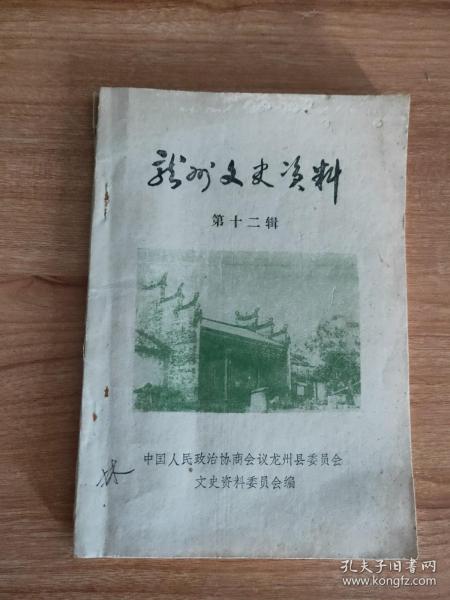 龙州文史资料
第十二辑
中国人民政治协商会议龙州县委员会
文史资料委员会编
孔夫子旧书网
www.kongfz.com